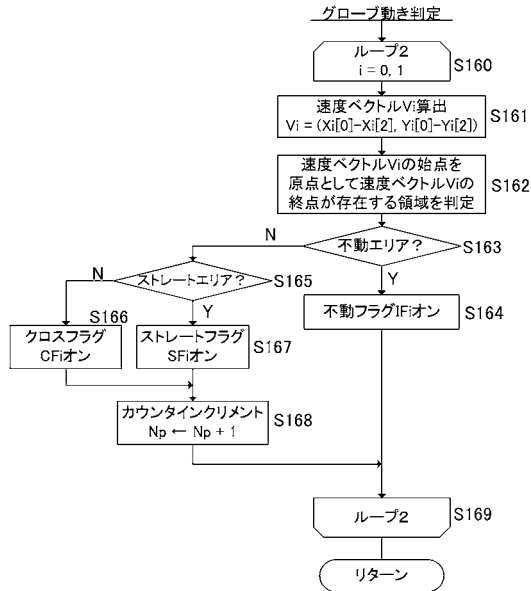 グローブ動き判定
ループ2
i = 0, 1
S160
速度ベクトルVi算出
Vi = (Xi[0]-Xi[2], Yi[0]-Yi[2])
S161
速度ベクトルViの始点を
原点として速度ベクトルViの
終点が存在する領域を判定
S162
N
不動エリア?
S163
N
ストレートエリア?
S165
Y
S166
Y
不動フラグIFiオン
S164
クロスフラグ
CFiオン
ストレートフラグ
SFiオン
S167
カウンタインクリメント
Np ← Np + 1
S168
ループ2
S169
リターン